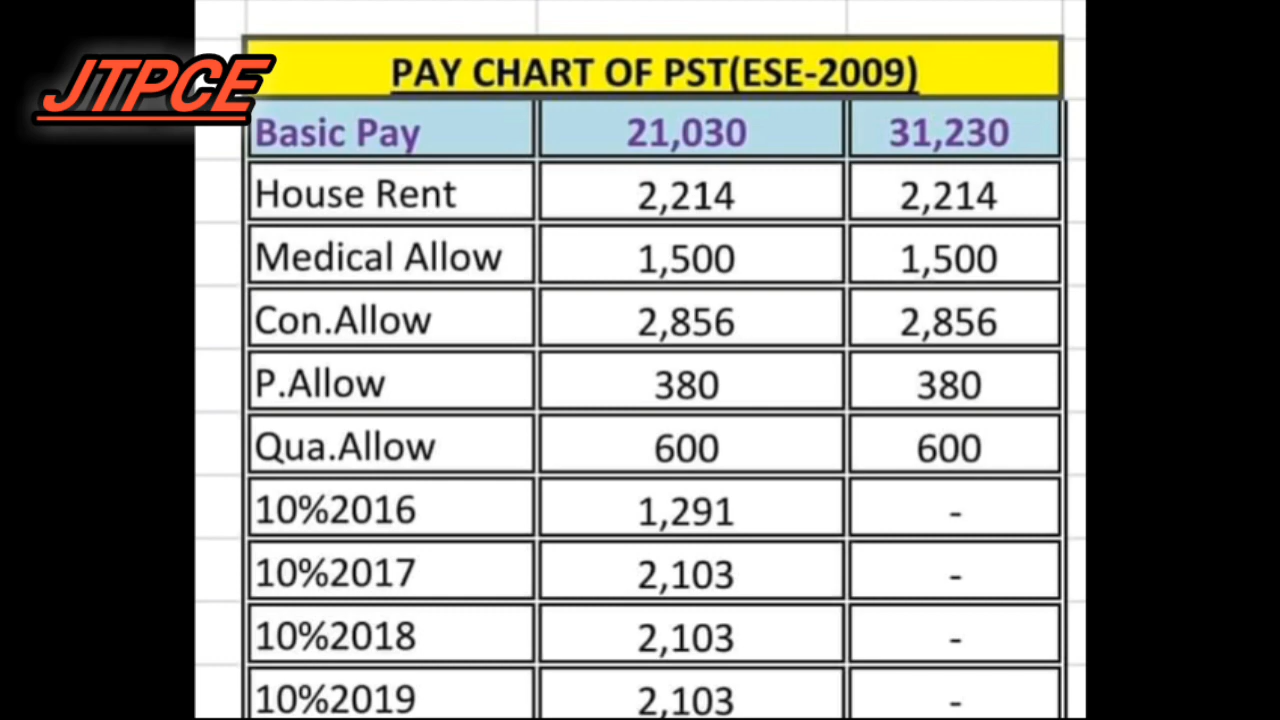 JTPCE
PAY CHART OF PST(ESE-2009)
Basic Pay 21,030 31,230
House Rent 2,214 2,214
Medical Allow 1,500 1,500
Con.Allow 2,856 2,856
P.Allow 380 380
Qua.Allow 600 600
10%2016 1,291 -
10%2017 2,103 -
10%2018 2,103 -
10%2019 2,103 -